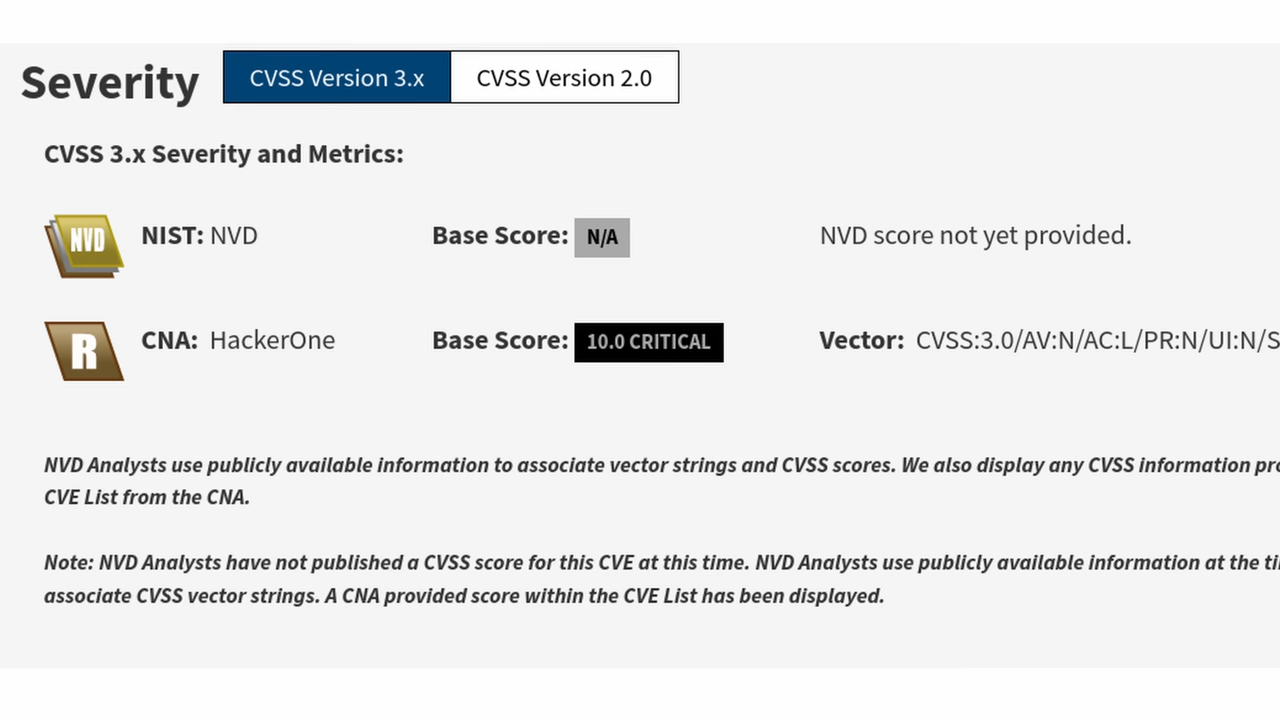 Severity CVSS Version 3.x CVSS Version 2.0
CVSS 3.x Severity and Metrics:
NVD NIST: NVD Base Score: N/A NVD score not yet provided.
R CNA: HackerOne Base Score: 10.0 CRITICAL Vector: CVSS:3.0/AV:N/AC:L/PR:N/UI:N/S
NVD Analysts use publicly available information to associate vector strings and CVSS scores. We also display any CVSS information
CVE List from the CNA.
Note: NVD Analysts have not published a CVSS score for this CVE at this time. NVD Analysts use publicly available information at the
associate CVSS vector strings. A CNA provided score within the CVE List has been displayed.